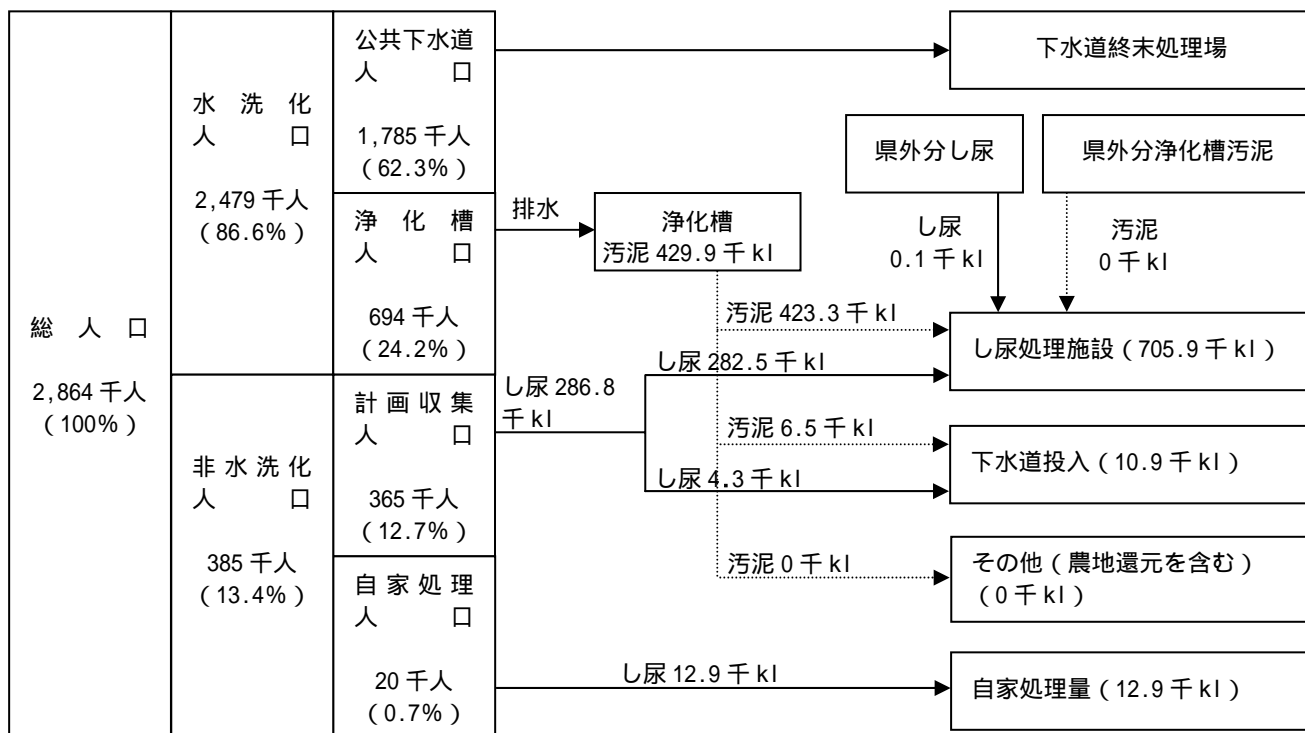 総人口
2,864 千人
(100%)
水洗化
人口
2,479 千人
(86.6%)
非水洗化
人口
385 千人
(13.4%)
公共下水道
人口
1,785 千人
(62.3%)
浄化槽
人口
694 千人
(24.2%)
計画収集
人口
365 千人
(12.7%)
自家処理
人口
20 千人
(0.7%)
排水
浄化槽
汚泥 429.9 千 kl
し尿 286.8
千 kl
汚泥 423.3 千 kl
し尿 282.5 千 kl
汚泥 6.5 千 kl
し尿 4.3 千 kl
汚泥 0 千 kl
し尿 12.9 千 kl
下水道終末処理場
県外分し尿
県外分浄化槽汚泥
し尿
0.1 千 kl
汚泥
0 千 kl
し尿処理施設(705.9 千 kl)
下水道投入(10.9 千 kl)
その他(農地還元を含む)
(0 千 kl)
自家処理量(12.9 千 kl)